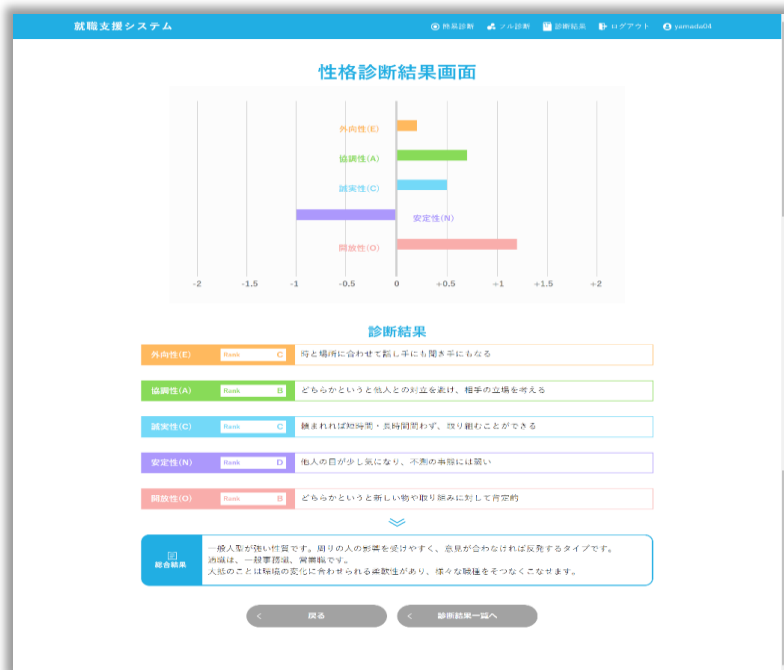 就職支援システム
簡易診断 フル診断 診断結果 ログアウト yamada04
性格診断結果画面
外向性(E)
協調性(A)
誠実性(C)
安定性(N)
開放性(O)
-2 -1.5 -1 -0.5 0 +0.5 +1 +1.5 +2
診断結果
外向性(E) Rank C 時と場所に合わせて話し手にも聞き手にもなる
協調性(A) Rank B どちらかというと他人との対立を避け、相手の立場を考える
誠実性(C) Rank C 頼まれれば短時間・長時間問わず、取り組むことができる
安定性(N) Rank D 他人の目が少し気になり、不測の事態には弱い
開放性(O) Rank B どちらかというと新しい物や取り組みに対して肯定的
総合結果
一般人型が強い性質です。周りの人の影響を受けやすく、意見が合わなければ反発するタイプです。
適職は、一般事務職、営業職です。
大抵のことは環境の変化に合わせられる柔軟性があり、様々な職種をそつなくこなせます。
戻る 診断結果一覧へ